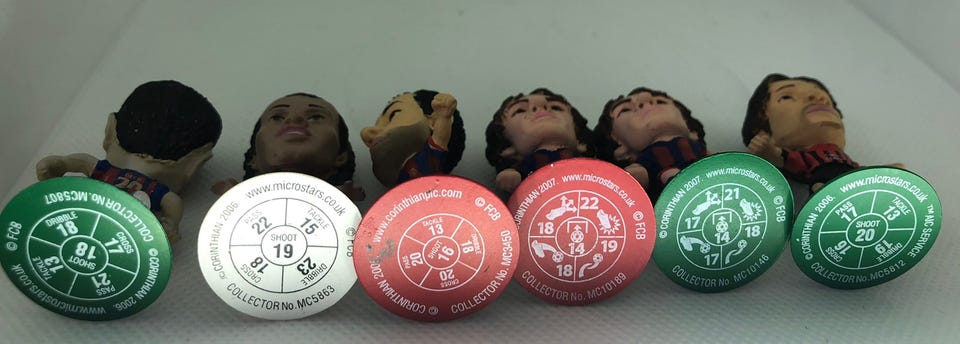 COLLECTOR No. MC5807
© FCB
DRIBBLE
18
CROSS
17
SHOOT
18
TACKLE
13
PASS
21
www.microstars.co.uk
©CORINTHIAN 2006.
©CORINTHIAN 2006.
www.microstars.co.uk
PASS
22
TACKLE
15
SHOOT
19
CROSS
18
DRIBBLE
23
COLLECTOR No. MC5863
www.corinthianpic.com
© FCB
TACKLE
13
PASS
20
SHOOT
16
DRIBBLE
18
CROSS
20
© CORINTHIAN
COLLECTOR No. MC3450
CORINTHIAN 2007. www.microstars.co.uk
© FCB
22
18
14
19
18
COLLECTOR No. MC10189
©CORINTHIAN 2007. www.microstars.co.uk
© FCB
21
14
18
17
COLLECTOR No. MC10146
©CORINTHIAN 2006.
www.microstars.co.uk
PASS
17
TACKLE
13
SHOOT
20
CROSS
16
DRIBBLE
19
COLLECTOR No. MC5812